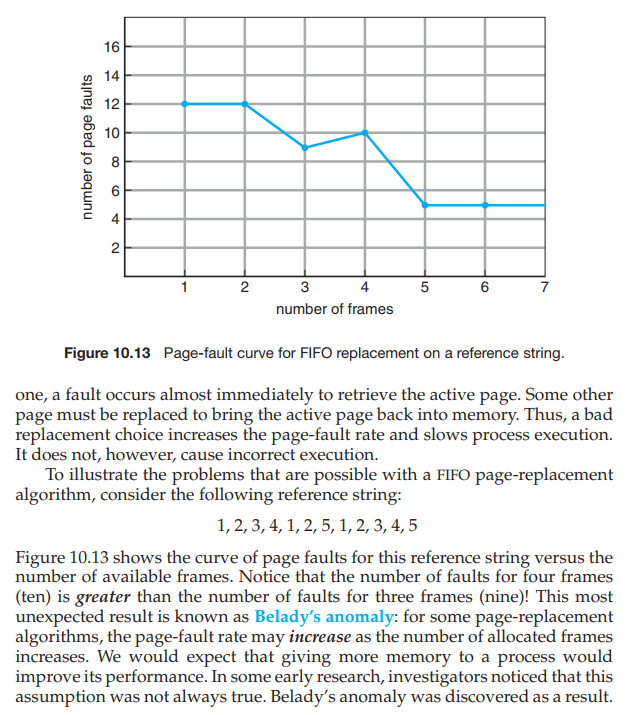 16
14
12
10
8
6
4
2
number of page faults
1 2 3 4 5 6 7
number of frames
Figure 10.13 Page-fault curve for FIFO replacement on a reference string.
one, a fault occurs almost immediately to retrieve the active page. Some other
page must be replaced to bring the active page back into memory. Thus, a bad
replacement choice increases the page-fault rate and slows process execution.
It does not, however, cause incorrect execution.
To illustrate the problems that are possible with a FIFO page-replacement
algorithm, consider the following reference string:
1, 2, 3, 4, 1, 2, 5, 1, 2, 3, 4, 5
Figure 10.13 shows the curve of page faults for this reference string versus the
number of available frames. Notice that the number of faults for four frames
(ten) is greater than the number of faults for three frames (nine)! This most
unexpected result is known as Belady's anomaly: for some page-replacement
algorithms, the page-fault rate may increase as the number of allocated frames
increases. We would expect that giving more memory to a process would
improve its performance. In some early research, investigators noticed that this
assumption was not always true. Belady's anomaly was discovered as a result.